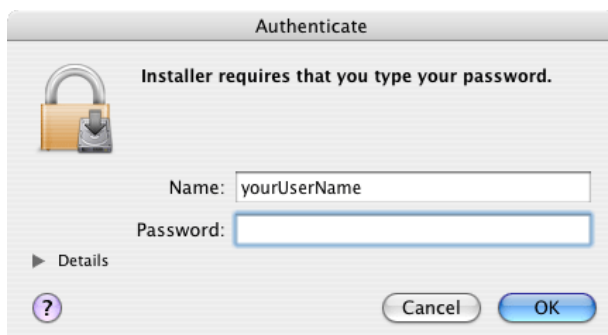 Authenticate
Installer requires that you type your password.
Name: yourUserName
Password:
Details
? Cancel OK